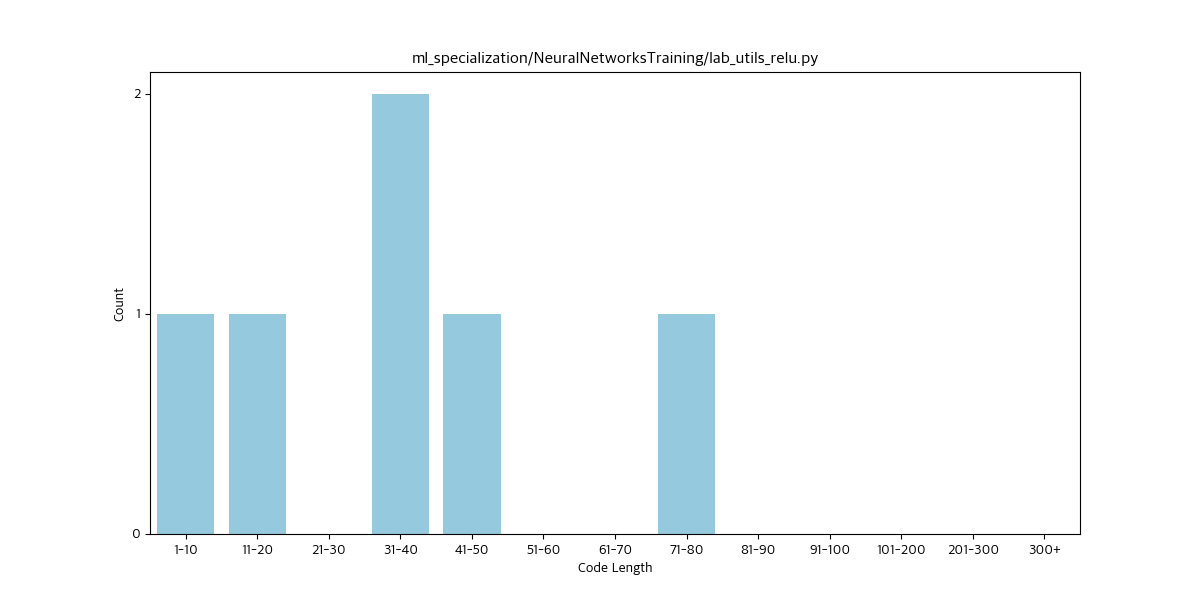 ml_specialization/NeuralNetworksTraining/lab_utils_relu.py
2
1
0
Count
1-10 11-20 21-30 31-40 41-50 51-60 61-70 71-80 81-90 91-100 101-200 201-300 300+
Code Length